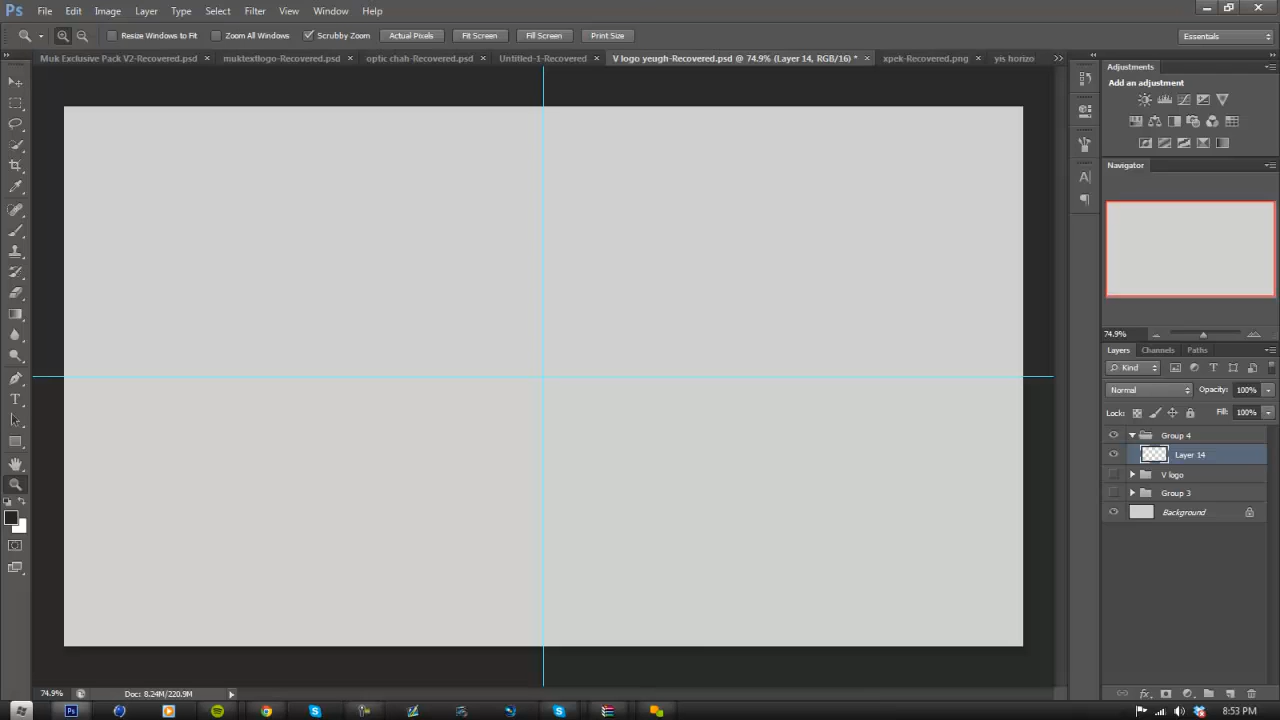 Ps File Edit Image Layer Type Select Filter View Window Help
Resize Windows to Fit Zoom All Windows Scrubby Zoom Actual Pixels Fit Screen Fill Screen Print Size Essentials
Muk Exclusive Pack V2-Recovered.psd × muktextlogo-Recovered.psd × optic chah-Recovered.psd × Untitled-1-Recovered × V logo yeugh-Recovered.psd @ 74.9% (Layer 14, RGB/16) * × xpek-Recovered.png × yis horizo
Adjustments
Add an adjustment
Navigator
74.9%
Layers Channels Paths
Kind
Normal Opacity: 100%
Lock: Fill: 100%
Group 4
Layer 14
V logo
Group 3
Background
74.9% Doc: 8.24M/220.9M
8:53 PM